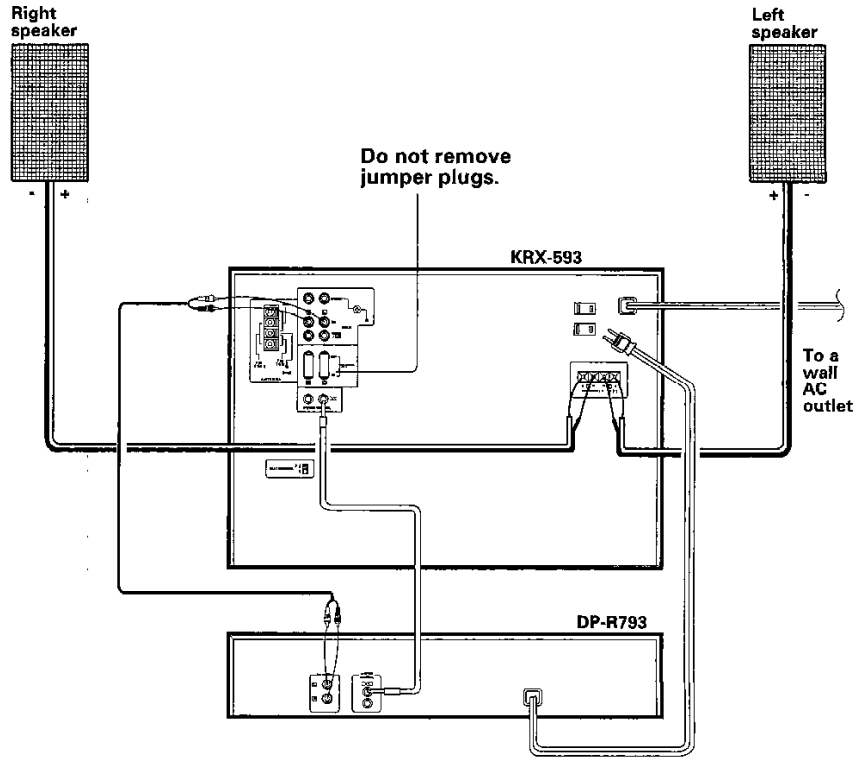 Right
speaker
Left
speaker
- +
+ -
Do not remove
jumper plugs.
KRX-593
To a
wall
AC
outlet
DP-R793